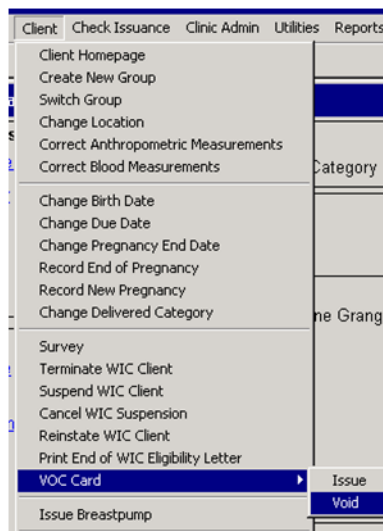 Client Check Issuance Clinic Admin Utilities Reports
Client Homepage
Create New Group
Switch Group
Change Location
Correct Anthropometric Measurements
Correct Blood Measurements
Category
Change Birth Date
Change Due Date
Change Pregnancy End Date
Record End of Pregnancy
Record New Pregnancy
Change Delivered Category
ne Grang
Survey
Terminate WIC Client
Suspend WIC Client
Cancel WIC Suspension
Reinstate WIC Client
Print End of WIC Eligibility Letter
VOC Card
Issue
Void
Issue Breastpump